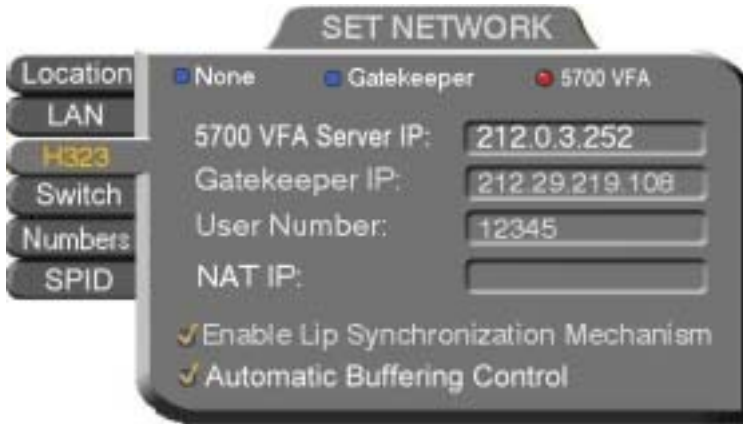 SET NETWORK
Location
LAN
H323
Switch
Numbers
SPID
None Gatekeeper 5700 VFA
5700 VFA Server IP: 212.0.3.252
Gatekeeper IP: 212.29.219.108
User Number: 12345
NAT IP:
Enable Lip Synchronization Mechanism
Automatic Buffering Control